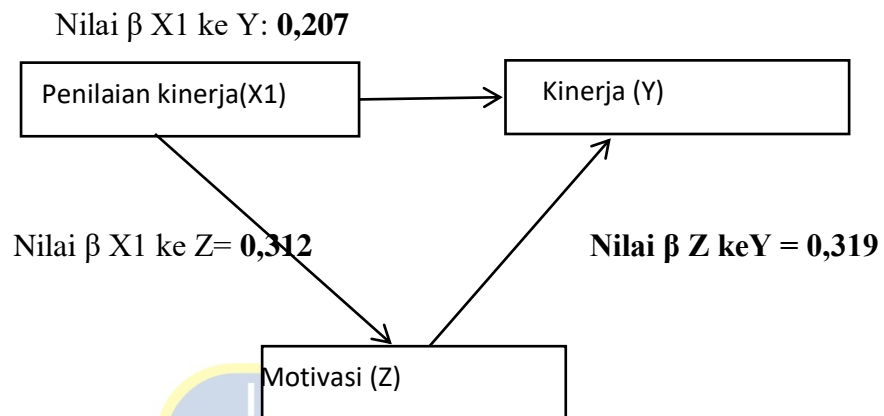 Nilai β X1 ke Y: 0,207
Penilaian kinerja(X1)
Kinerja (Y)
Nilai β X1 ke Z= 0,312
Nilai β Z keY = 0,319
Motivasi (Z)